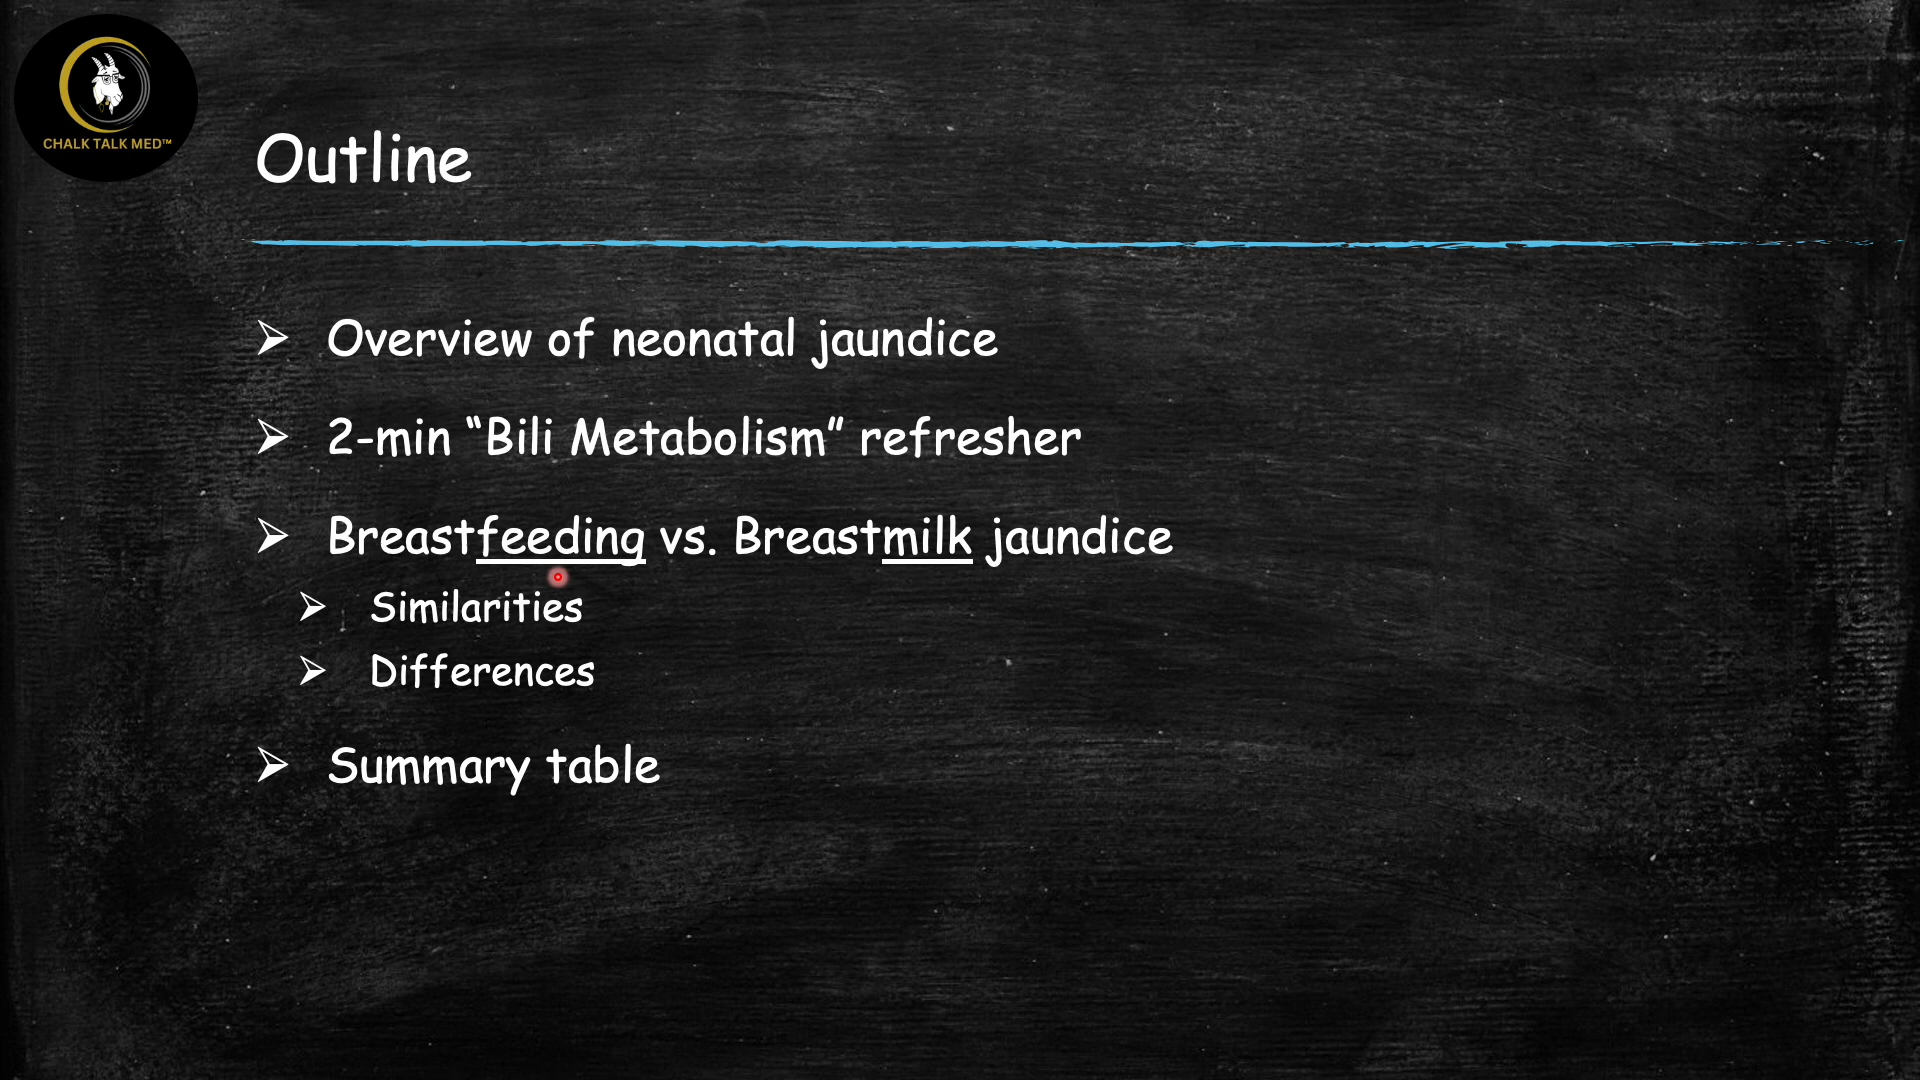 CHALK TALK MED™
Outline
Overview of neonatal jaundice
2-min “Bili Metabolism” refresher
Breastfeeding vs. Breastmilk jaundice
Similarities
Differences
Summary table